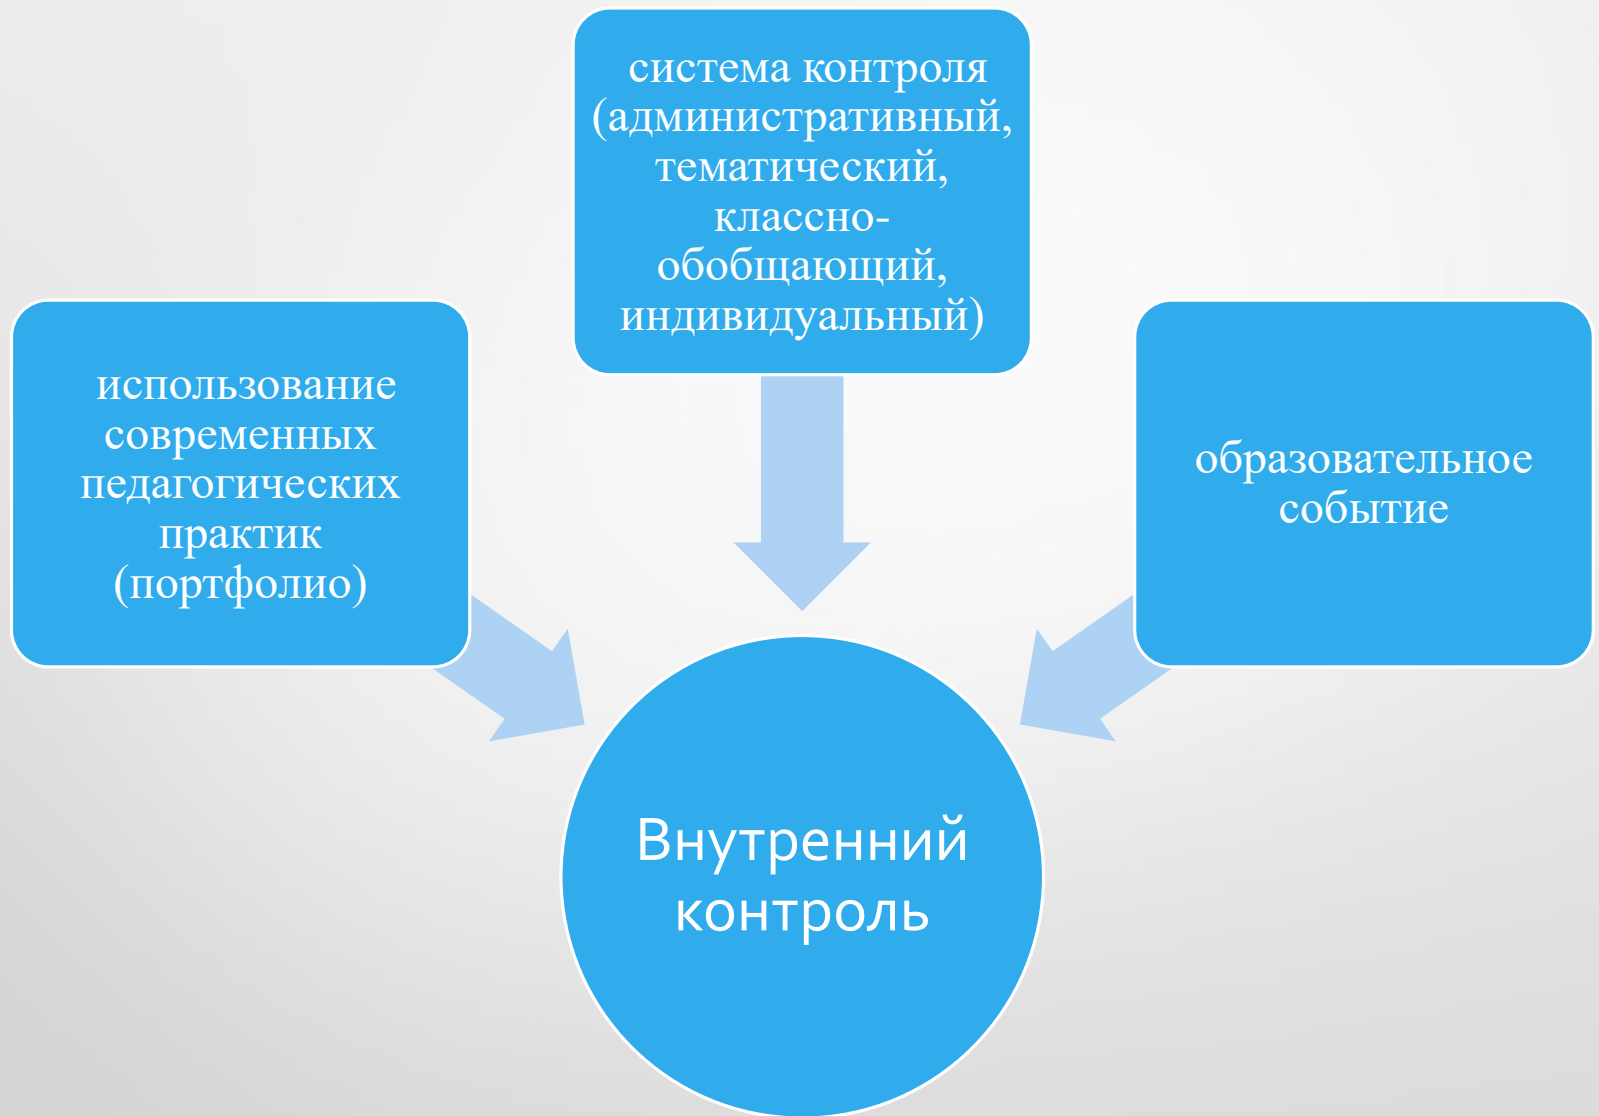 система контроля
(административный,
тематический,
классно-
обобщающий,
индивидуальный)
использование
современных
педагогических
практик
(портфолио)
образовательное
событие
Внутренний
контроль